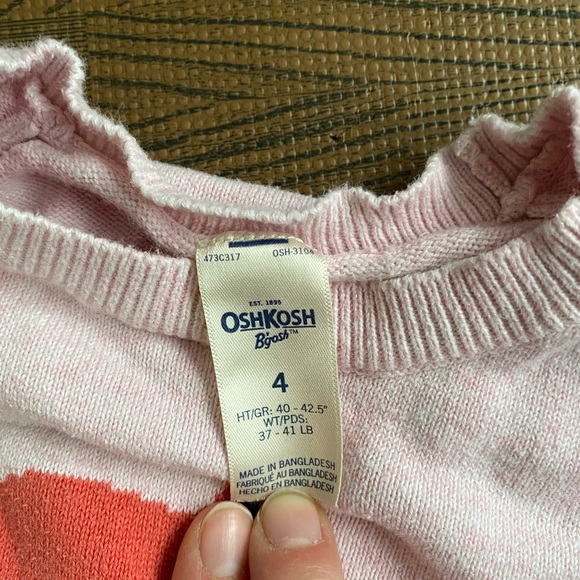 473C317 OSH-3104
EST. 1895
OSHKOSH
B'gosh™
4
HT/GR: 40 - 42.5"
WT/PDS:
37 - 41 LB
MADE IN BANGLADESH
FABRIQUÉ AU BANGLADESH
HECHO EN BANGLADESH